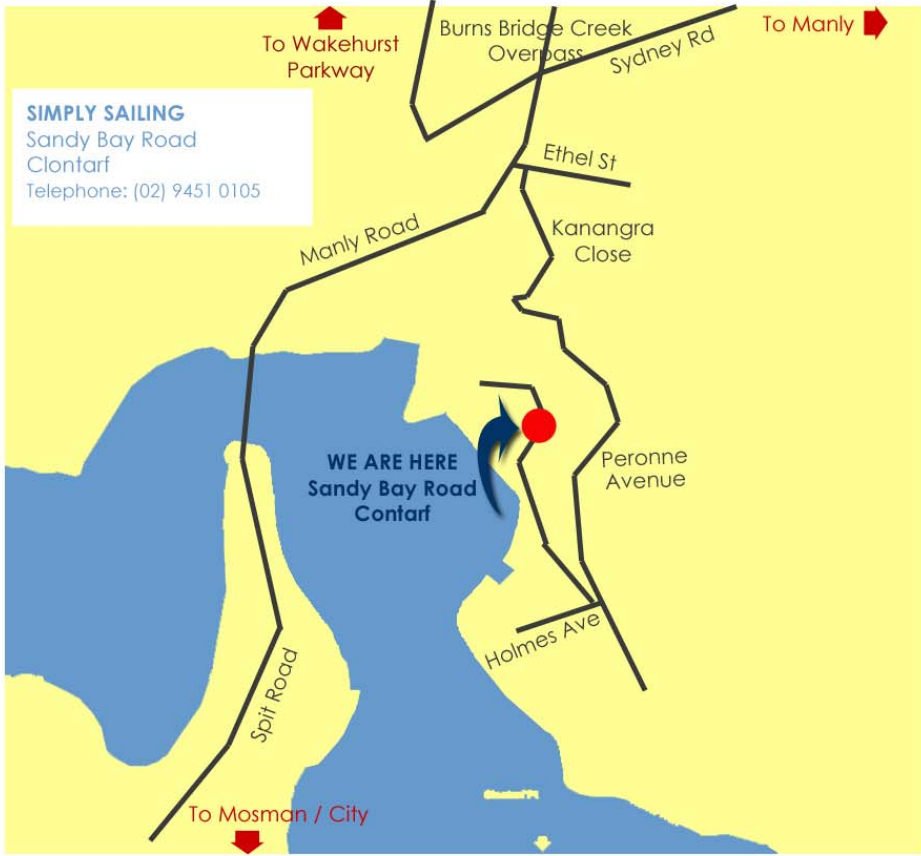 To Wakehurst
Parkway
Burns Bridge Creek
Overpass
Sydney Rd
To Manly
SIMPLY SAILING
Sandy Bay Road
Clontarf
Telephone: (02) 9451 0105
Ethel St
Manly Road
Kanangra
Close
WE ARE HERE
Sandy Bay Road
Contarf
Peronne
Avenue
Holmes Ave
Spit Road
To Mosman / City